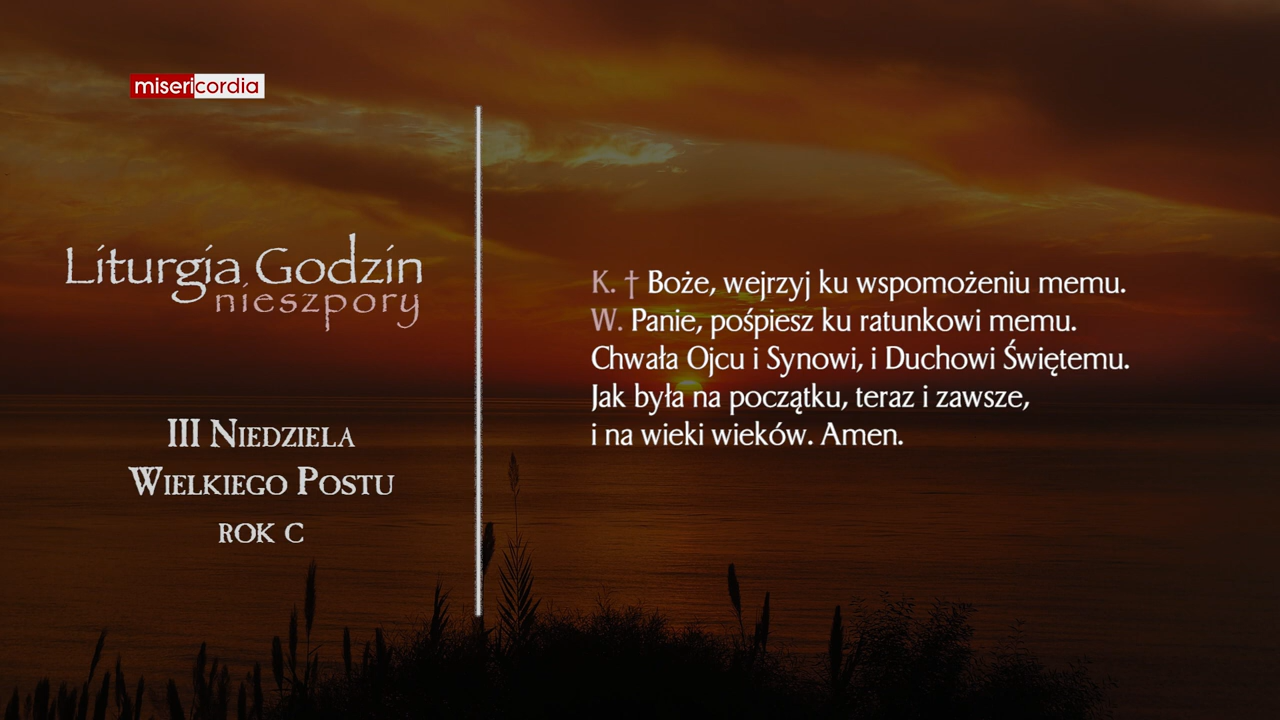 misericordia
Liturgia Godzin
nieszpory
III Niedziela
Wielkiego Postu
rok C
K. † Boże, wejrzyj ku wspomożeniu memu.
W. Panie, pośpiesz ku ratunkowi memu.
Chwała Ojcu i Synowi, i Duchowi Świętemu.
Jak była na początku, teraz i zawsze,
i na wieki wieków. Amen.